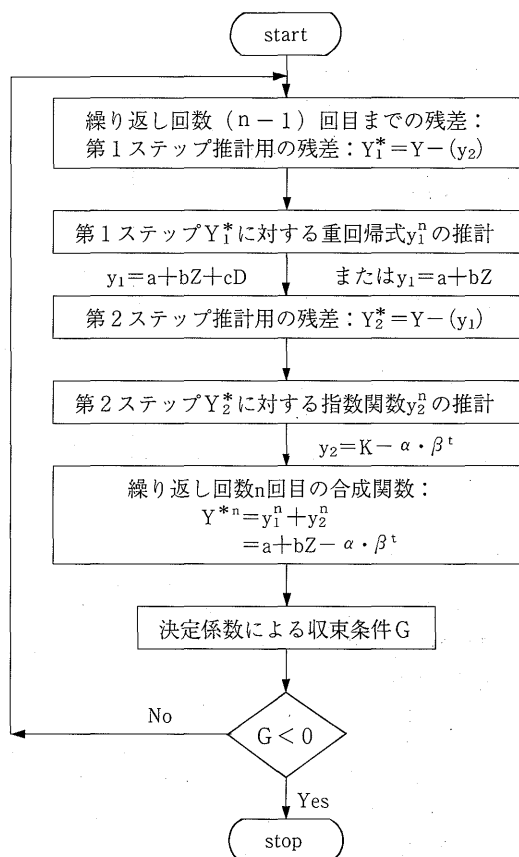 start
繰り返し回数（n－1）回目までの残差：
第1ステップ推計用の残差：Y₁*＝Y－(y₂)
第1ステップY₁*に対する重回帰式y₁ⁿの推計
y₁＝a＋bZ＋cD　またはy₁＝a＋bZ
第2ステップ推計用の残差：Y₂*＝Y－(y₁)
第2ステップY₂*に対する指数関数y₂ⁿの推計
y₂＝K－α・βᵗ
繰り返し回数n回目の合成関数：
Y*ⁿ＝y₁ⁿ＋y₂ⁿ
＝a＋bZ－α・βᵗ
決定係数による収束条件G
No
G＜0
Yes
stop